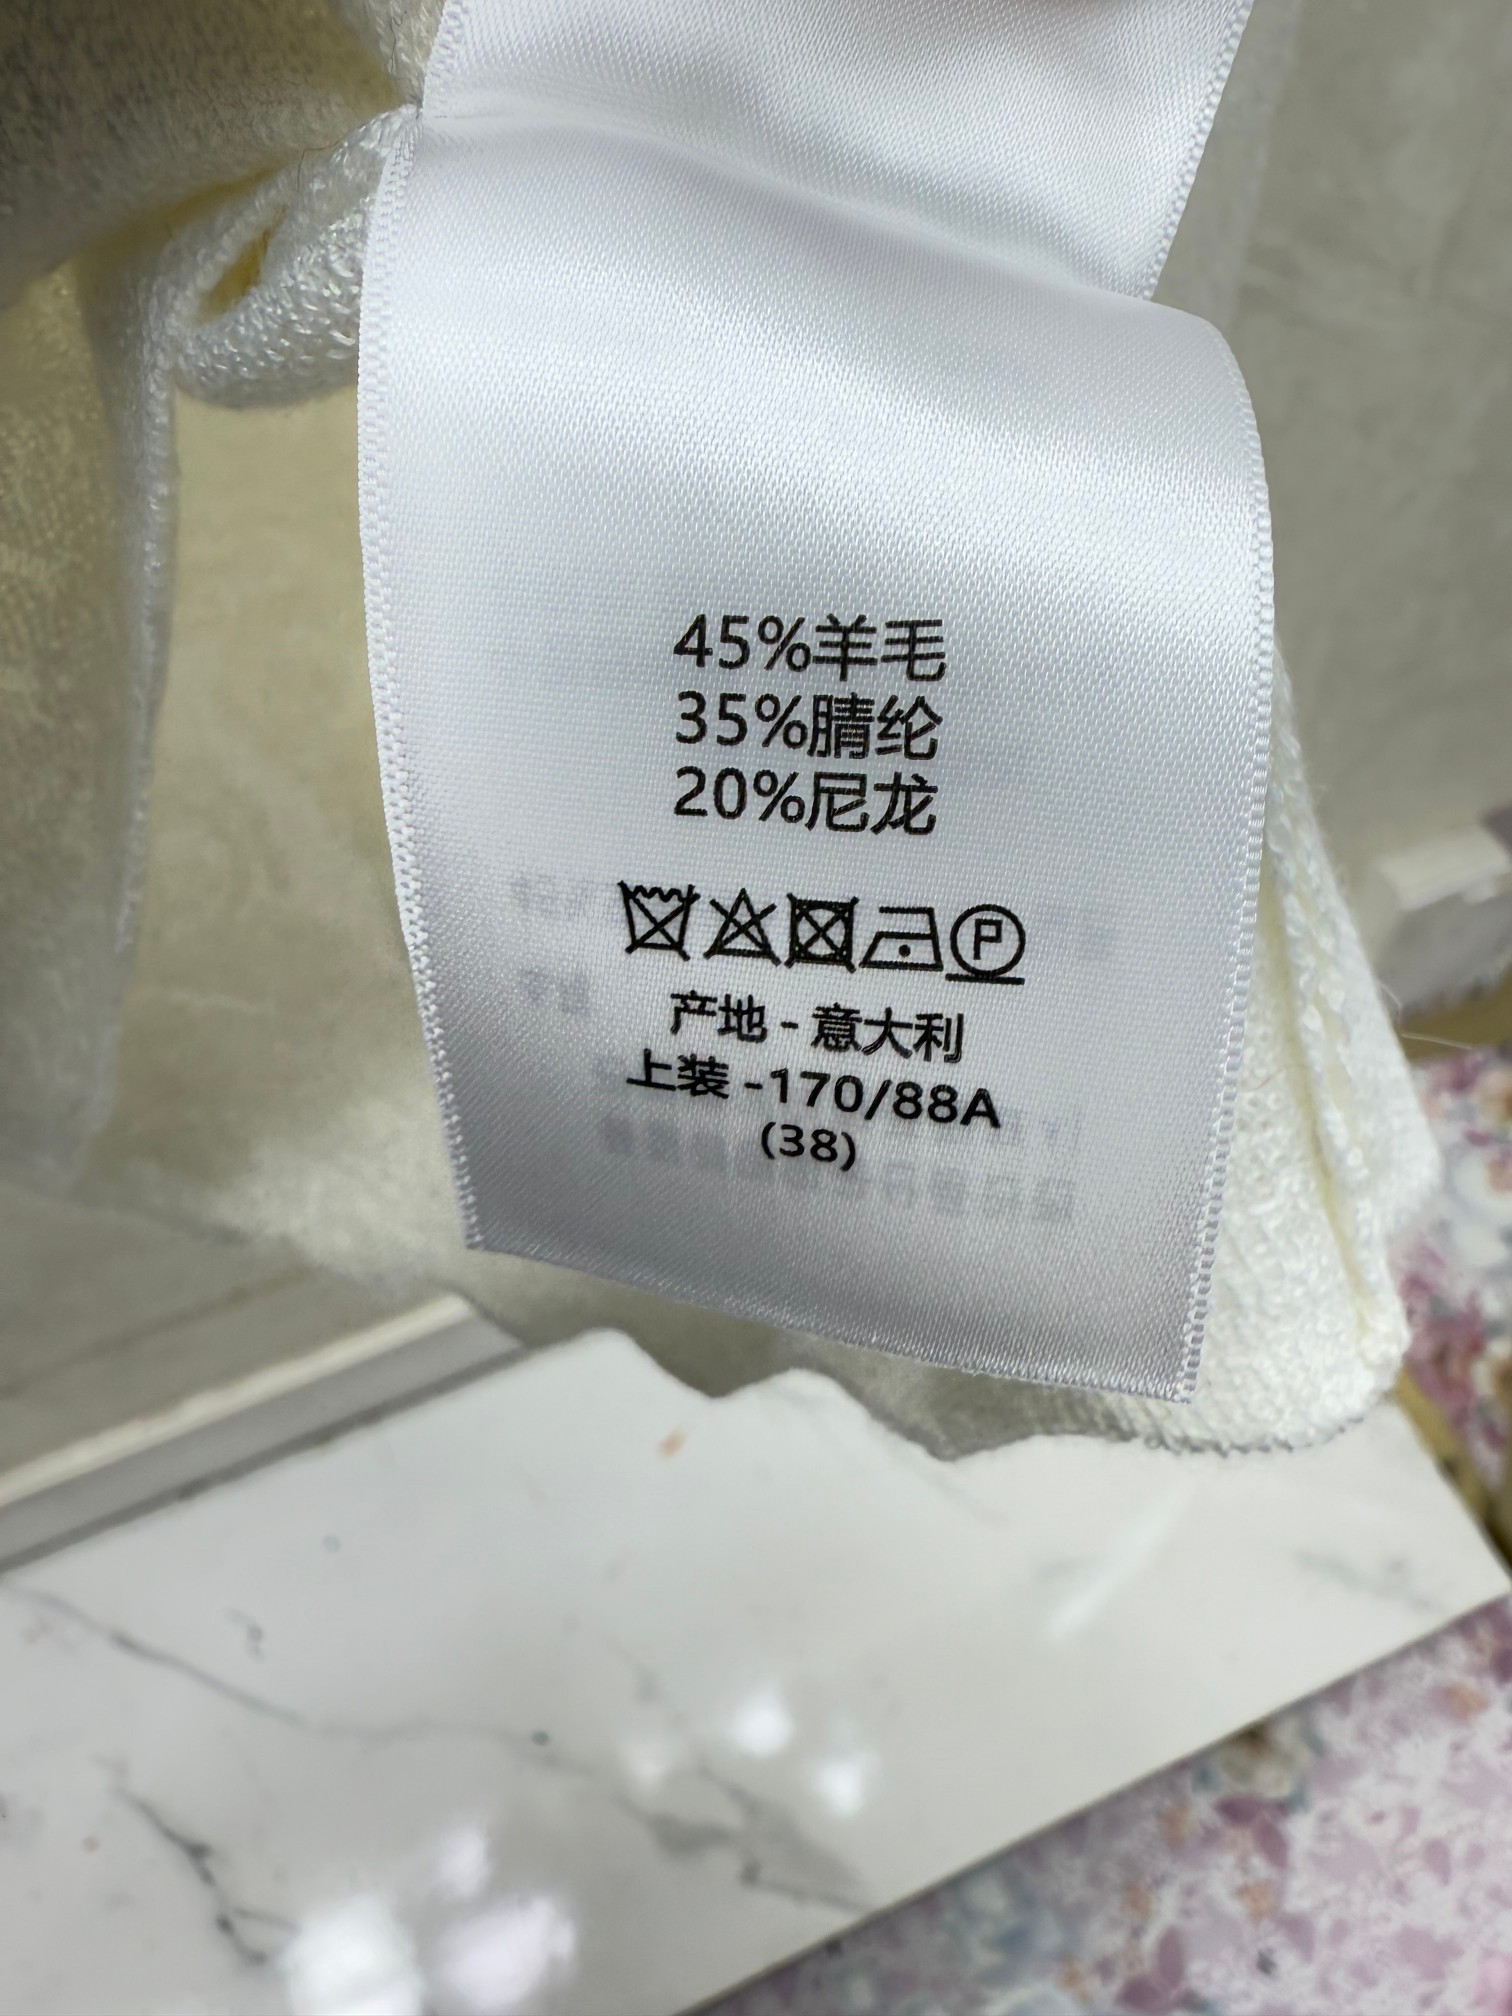 45%羊毛
35%腈纶
20%尼龙
P
产地 - 意大利
上装 -170/88A
(38)